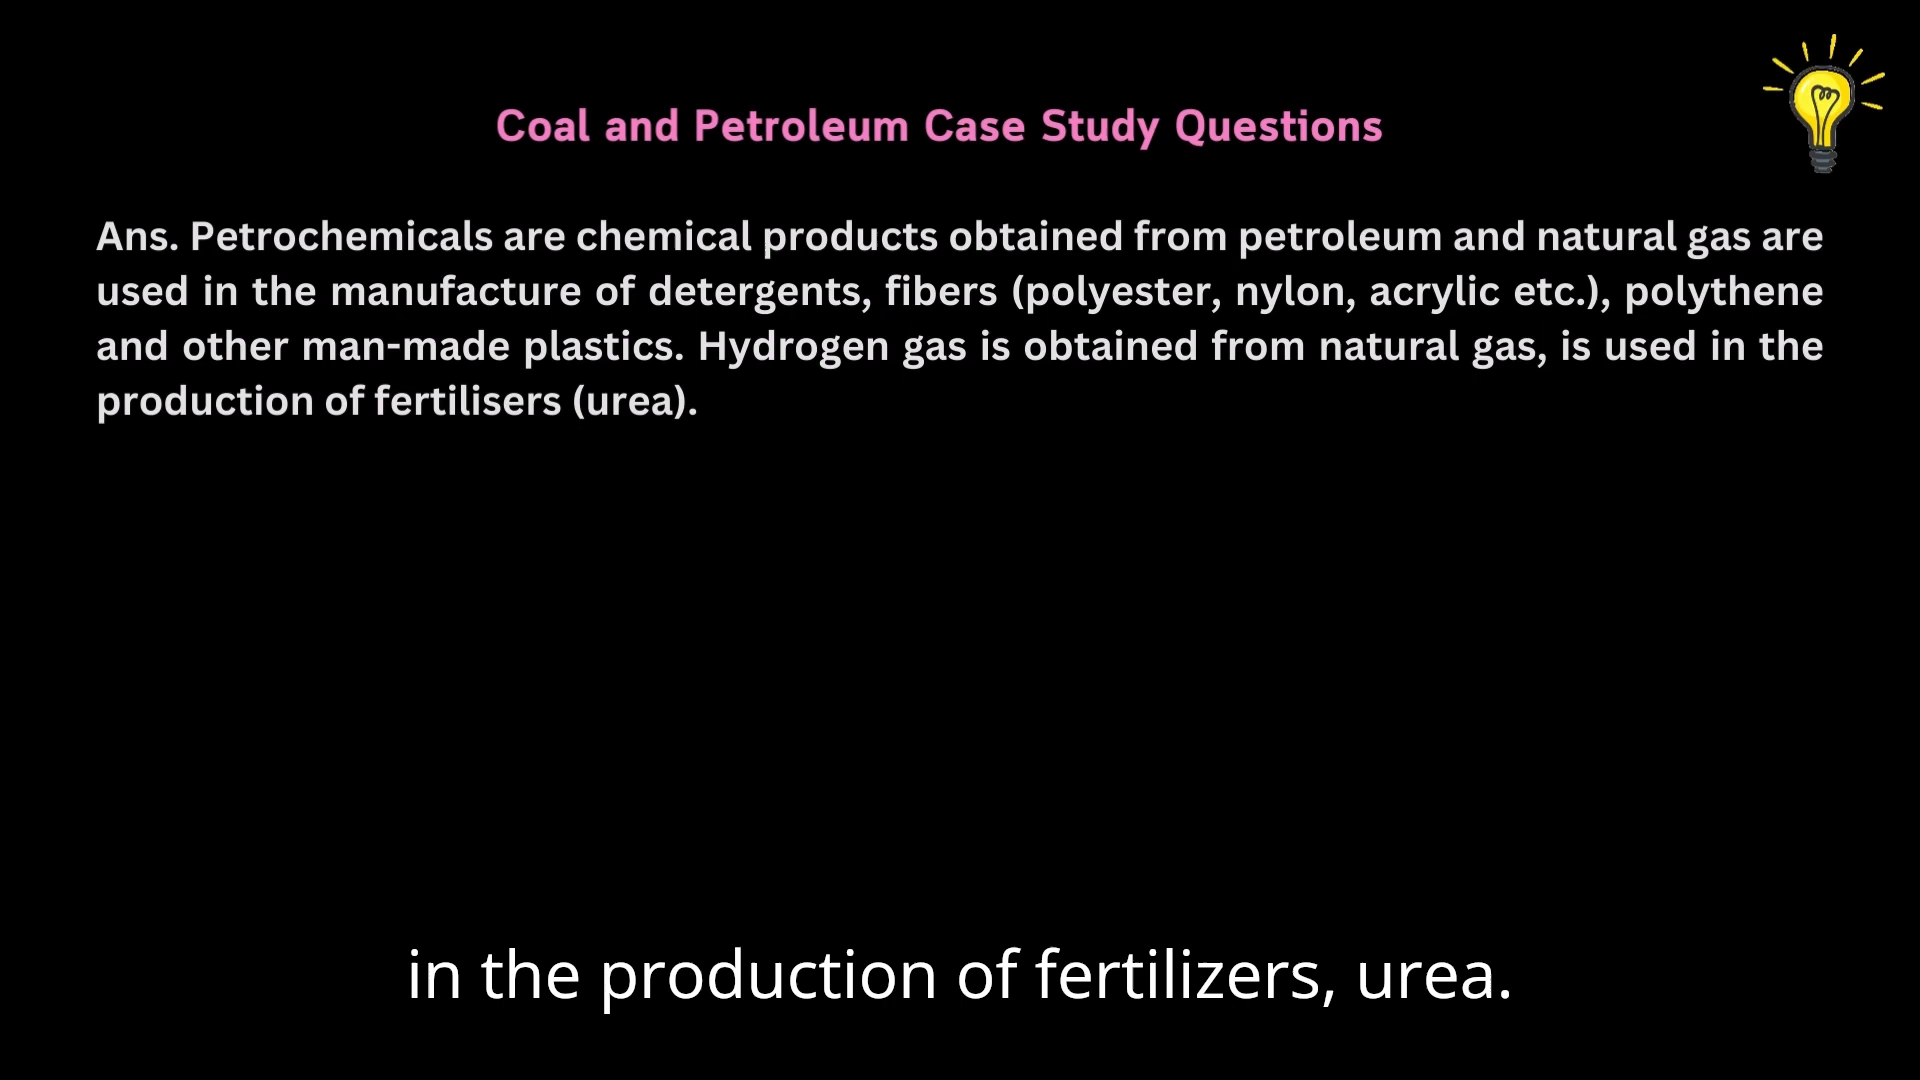 Coal and Petroleum Case Study Questions
Ans. Petrochemicals are chemical products obtained from petroleum and natural gas are
used in the manufacture of detergents, fibers (polyester, nylon, acrylic etc.), polythene
and other man-made plastics. Hydrogen gas is obtained from natural gas, is used in the
production of fertilisers (urea).
in the production of fertilizers, urea.